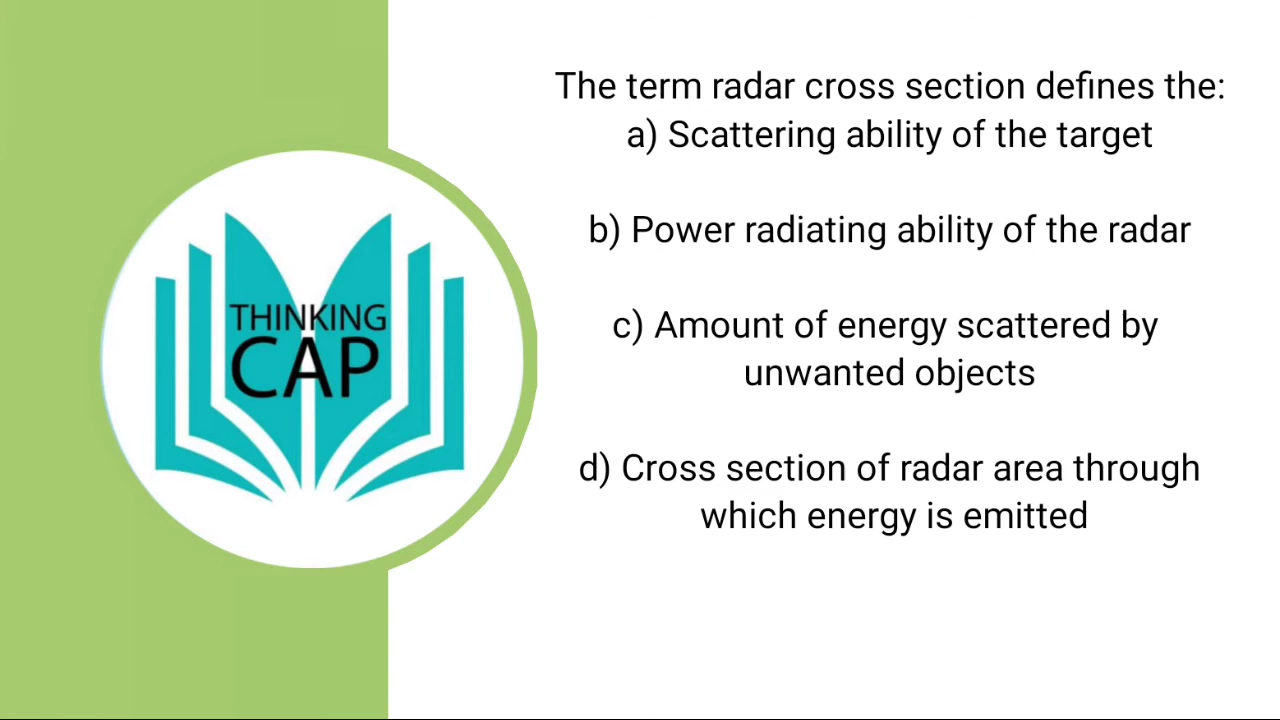 THINKING
CAP
The term radar cross section defines the:
a) Scattering ability of the target
b) Power radiating ability of the radar
c) Amount of energy scattered by
unwanted objects
d) Cross section of radar area through
which energy is emitted